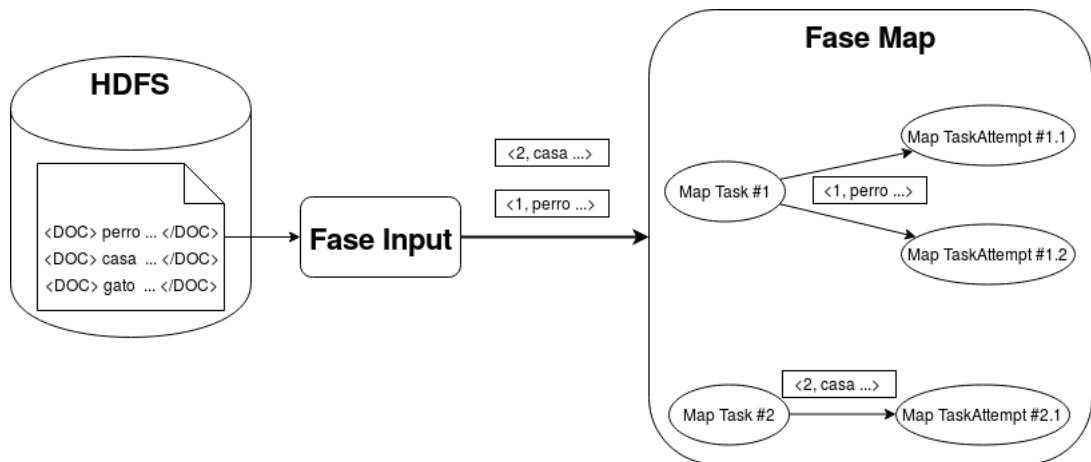 HDFS
<DOC> perro ... </DOC>
<DOC> casa ... </DOC>
<DOC> gato ... </DOC>
Fase Input
<2, casa ...>
<1, perro ...>
Fase Map
Map Task #1
<1, perro ...>
Map TaskAttempt #1.1
Map TaskAttempt #1.2
Map Task #2
<2, casa ...>
Map TaskAttempt #2.1